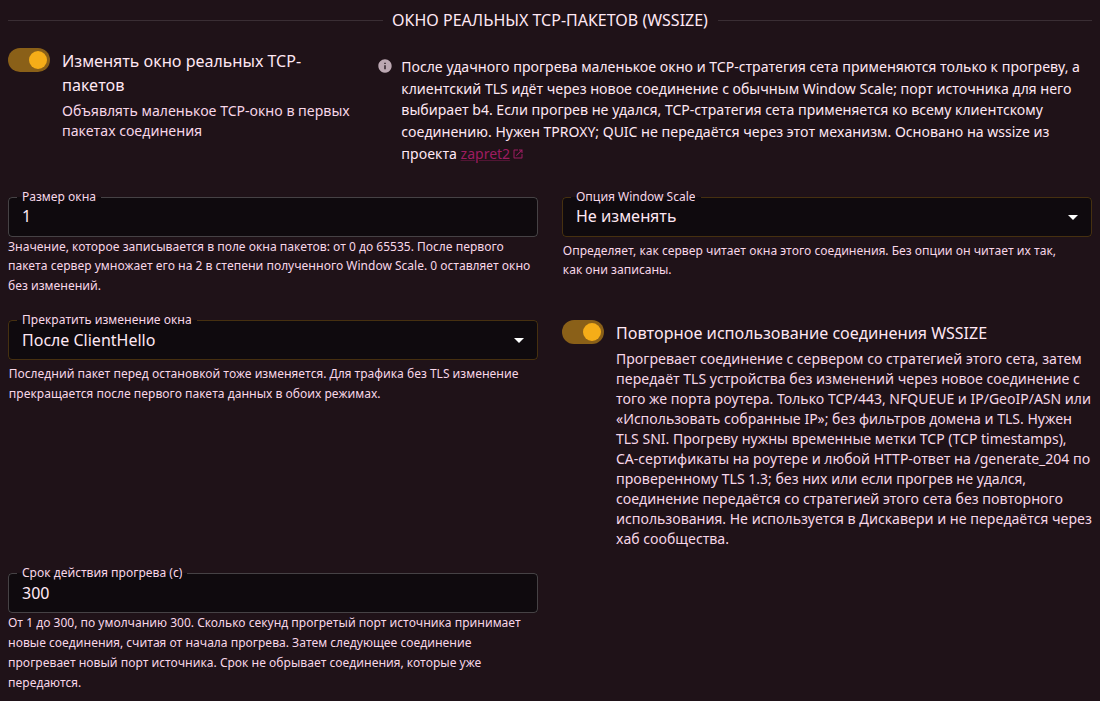 ОКНО РЕАЛЬНЫХ TCP-ПАКЕТОВ (WSSIZE)
Изменять окно реальных TCP-
пакетов
Объявлять маленькое TCP-окно в первых
пакетах соединения
После удачного прогрева маленькое окно и TCP-стратегия сета применяются только к прогреву, а
клиентский TLS идёт через новое соединение с обычным Window Scale; порт источника для него
выбирает b4. Если прогрев не удался, TCP-стратегия сета применяется ко всему клиентскому
соединению. Нужен TPROXY; QUIC не передаётся через этот механизм. Основано на wssize из
проекта zapret2
Размер окна
1
Значение, которое записывается в поле окна пакетов: от 0 до 65535. После первого
пакета сервер умножает его на 2 в степени полученного Window Scale. 0 оставляет окно
без изменений.
Опция Window Scale
Не изменять
Определяет, как сервер читает окна этого соединения. Без опции он читает их так,
как они записаны.
Прекратить изменение окна
После ClientHello
Последний пакет перед остановкой тоже изменяется. Для трафика без TLS изменение
прекращается после первого пакета данных в обоих режимах.
Повторное использование соединения WSSIZE
Прогревает соединение с сервером со стратегией этого сета, затем
передаёт TLS устройства без изменений через новое соединение с
того же порта роутера. Только TCP/443, NFQUEUE и IP/GeoIP/ASN или
«Использовать собранные IP»; без фильтров домена и TLS. Нужен
TLS SNI. Прогреву нужны временные метки TCP (TCP timestamps),
CA-сертификаты на роутере и любой HTTP-ответ на /generate_204 по
проверенному TLS 1.3; без них или если прогрев не удался,
соединение передаётся со стратегией этого сета без повторного
использования. Не используется в Дискавери и не передаётся через
хаб сообщества.
Срок действия прогрева (с)
300
От 1 до 300, по умолчанию 300. Сколько секунд прогретый порт источника принимает
новые соединения, считая от начала прогрева. Затем следующее соединение
прогревает новый порт источника. Срок не обрывает соединения, которые уже
передаются.